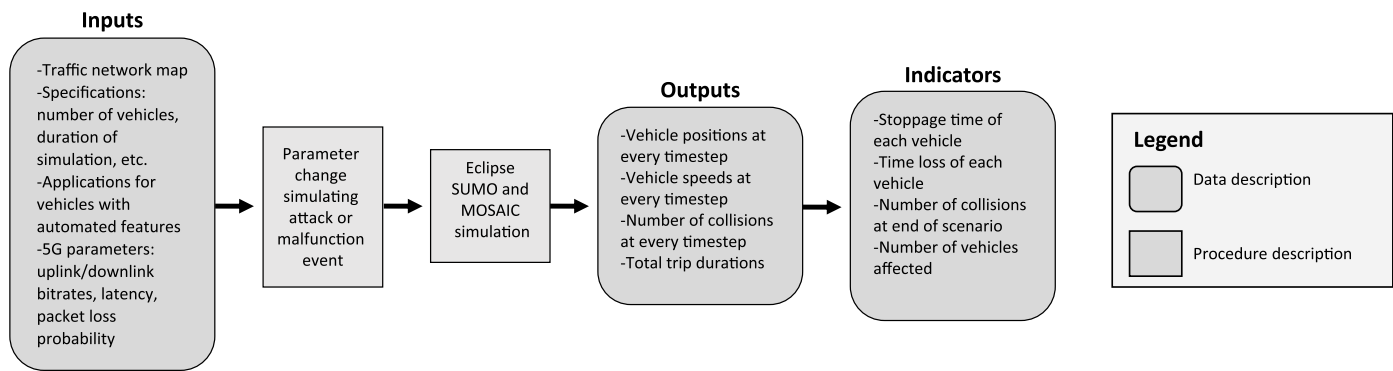 Inputs
-Traffic network map
-Specifications:
number of vehicles,
duration of
simulation, etc.
-Applications for
vehicles with
automated features
-5G parameters:
uplink/downlink
bitrates, latency,
packet loss
probability
Parameter
change
simulating
attack or
malfunction
event
Eclipse
SUMO and
MOSAIC
simulation
Outputs
-Vehicle positions at
every timestep
-Vehicle speeds at
every timestep
-Number of collisions
at every timestep
-Total trip durations
Indicators
-Stoppage time of
each vehicle
-Time loss of each
vehicle
-Number of collisions
at end of scenario
-Number of vehicles
affected
Legend
Data description
Procedure description